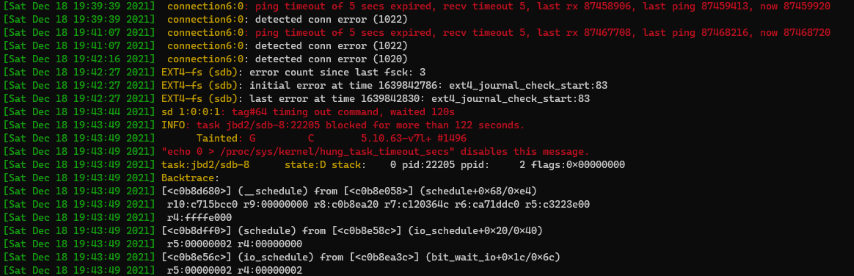 [Sat Dec 18 19:39:39 2021]  connection6:0: ping timeout of 5 secs expired, recv timeout 5, last rx 87458906, last ping 87459413, now 87459920
[Sat Dec 18 19:39:39 2021]  connection6:0: detected conn error (1022)
[Sat Dec 18 19:41:07 2021]  connection6:0: ping timeout of 5 secs expired, recv timeout 5, last rx 87467708, last ping 87468216, now 87468720
[Sat Dec 18 19:41:07 2021]  connection6:0: detected conn error (1022)
[Sat Dec 18 19:42:16 2021]  connection6:0: detected conn error (1020)
[Sat Dec 18 19:42:27 2021] EXT4-fs (sdb): error count since last fsck: 3
[Sat Dec 18 19:42:27 2021] EXT4-fs (sdb): initial error at time 1639842786: ext4_journal_check_start:83
[Sat Dec 18 19:42:27 2021] EXT4-fs (sdb): last error at time 1639842830: ext4_journal_check_start:83
[Sat Dec 18 19:43:44 2021] sd 1:0:0:1: tag#64 timing out command, waited 120s
[Sat Dec 18 19:43:49 2021] INFO: task jbd2/sdb-8:22205 blocked for more than 122 seconds.
[Sat Dec 18 19:43:49 2021]       Tainted: G         C        5.10.63-v7l+ #1496
[Sat Dec 18 19:43:49 2021] "echo 0 > /proc/sys/kernel/hung_task_timeout_secs" disables this message.
[Sat Dec 18 19:43:49 2021] task:jbd2/sdb-8      state:D stack:    0 pid:22205 ppid:     2 flags:0x00000000
[Sat Dec 18 19:43:49 2021] Backtrace:
[Sat Dec 18 19:43:49 2021] [<c0b8d680>] (__schedule) from [<c0b8e058>] (schedule+0x68/0xe4)
[Sat Dec 18 19:43:49 2021]  r10:c715bcc0 r9:00000000 r8:c0b8ea20 r7:c120364c r6:ca71ddc0 r5:c3223e00
[Sat Dec 18 19:43:49 2021]  r4:ffffe000
[Sat Dec 18 19:43:49 2021] [<c0b8dff0>] (schedule) from [<c0b8e58c>] (io_schedule+0x20/0x40)
[Sat Dec 18 19:43:49 2021]  r5:00000002 r4:00000000
[Sat Dec 18 19:43:49 2021] [<c0b8e56c>] (io_schedule) from [<c0b8ea3c>] (bit_wait_io+0x1c/0x6c)
[Sat Dec 18 19:43:49 2021]  r5:00000002 r4:00000002